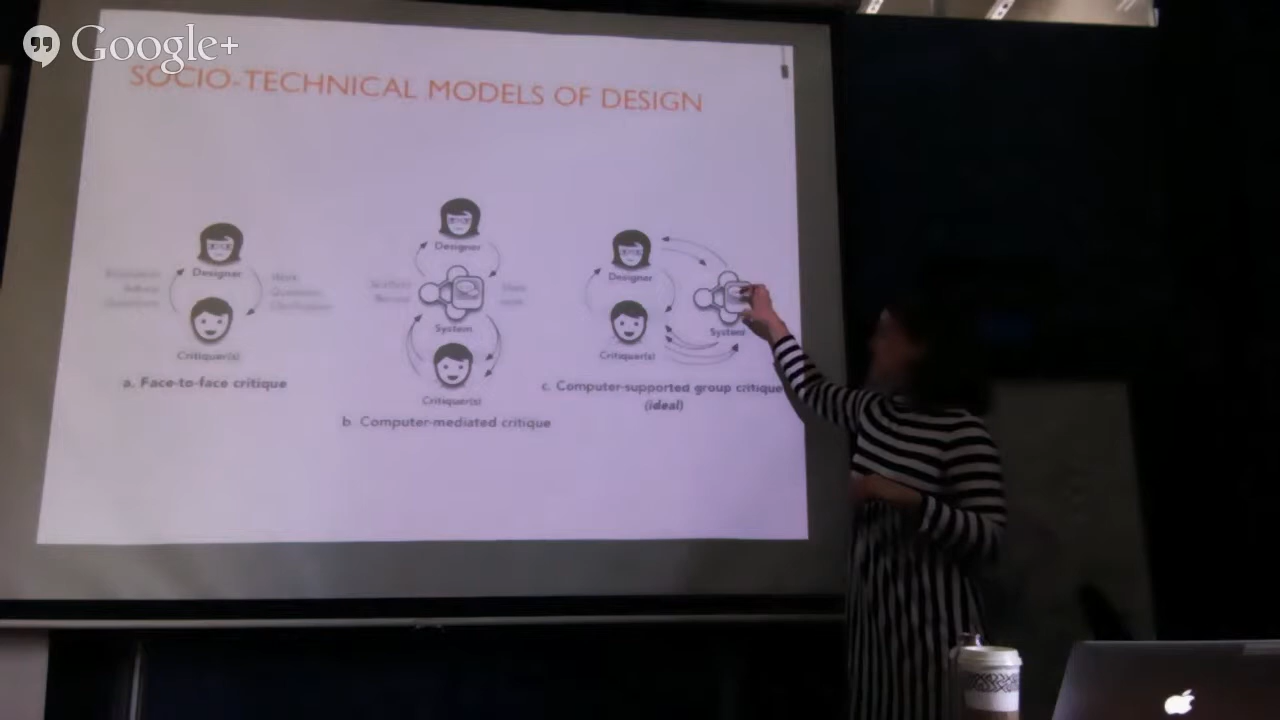 Google+
SOCIO-TECHNICAL MODELS OF DESIGN
Designer
Critiquer(s)
a. Face-to-face critique
Designer
System
Critiquer(s)
b Computer-mediated critique
Designer
System
Critiquer(s)
c. Computer-supported group critique
(ideal)